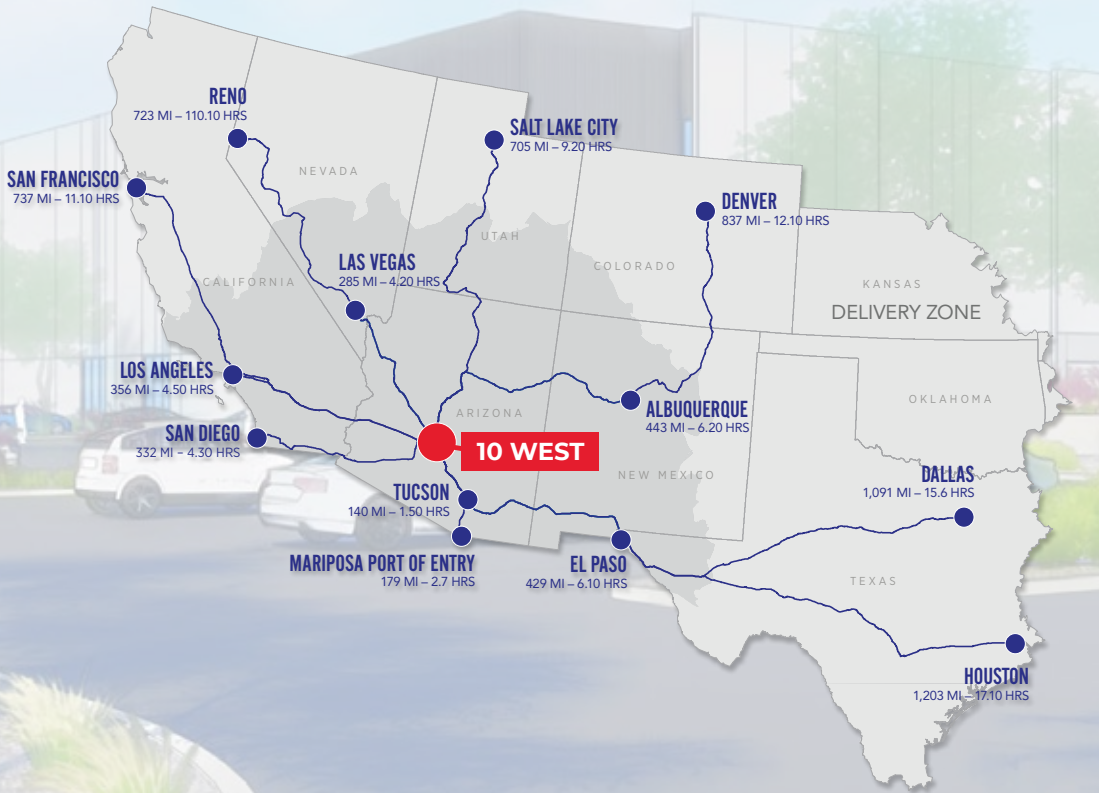 RENO
723 MI – 110.10 HRS
SALT LAKE CITY
705 MI – 9.20 HRS
NEVADA
SAN FRANCISCO
737 MI – 11.10 HRS
DENVER
837 MI – 12.10 HRS
UTAH
LAS VEGAS
285 MI – 4.20 HRS
COLORADO
CALIFORNIA
KANSAS
DELIVERY ZONE
LOS ANGELES
356 MI – 4.50 HRS
OKLAHOMA
ARIZONA
ALBUQUERQUE
443 MI – 6.20 HRS
SAN DIEGO
332 MI – 4.30 HRS
10 WEST
NEW MEXICO
DALLAS
1,091 MI – 15.6 HRS
TUCSON
140 MI – 1.50 HRS
MARIPOSA PORT OF ENTRY
179 MI – 2.7 HRS
EL PASO
429 MI – 6.10 HRS
TEXAS
HOUSTON
1,203 MI – 17.10 HRS